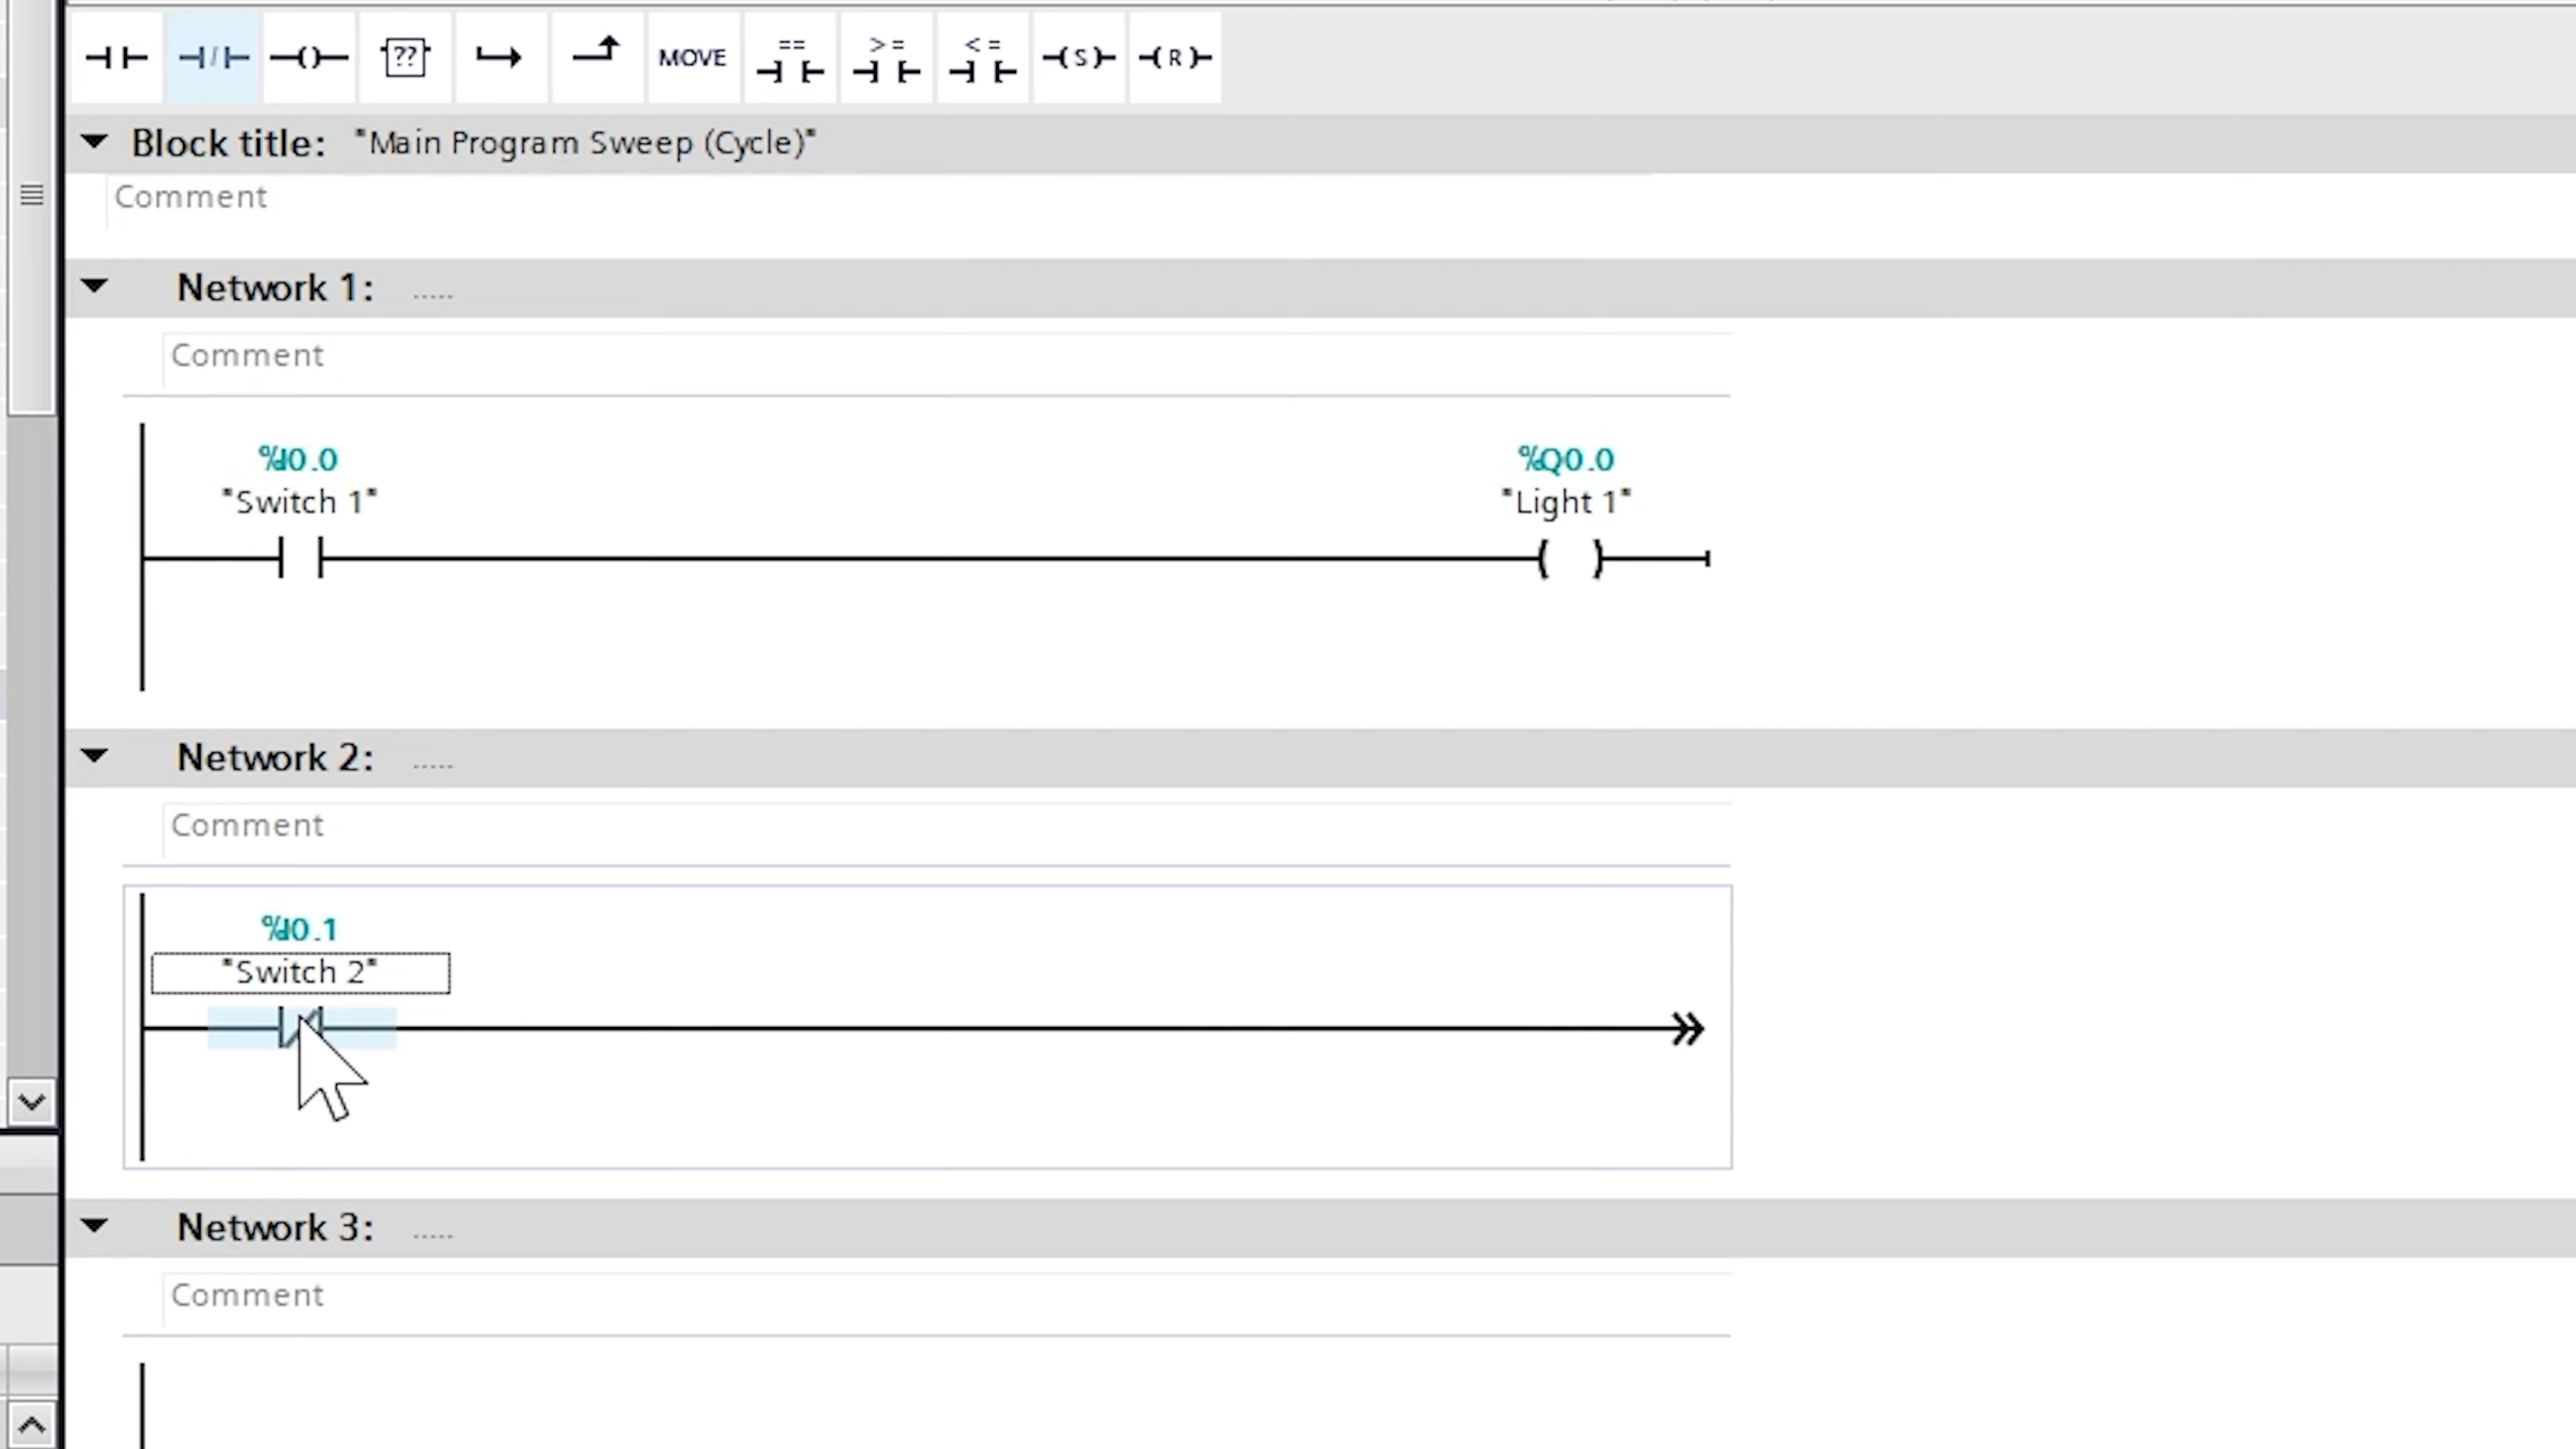 ?? MOVE == >= <= S R
Block title: "Main Program Sweep (Cycle)"
Comment
Network 1: .....
Comment
%I0.0 %Q0.0
"Switch 1" "Light 1"
Network 2: .....
Comment
%I0.1
"Switch 2"
Network 3: .....
Comment